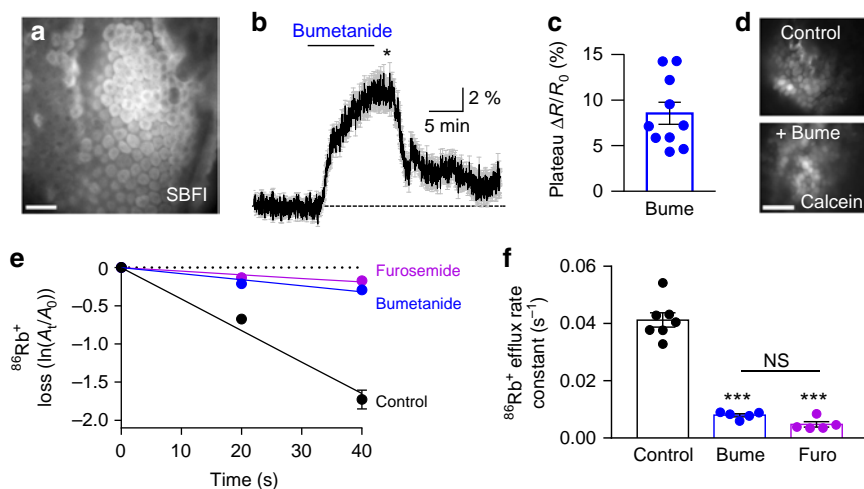 a
SBFI
b
Bumetanide
*
2 %
5 min
c
Plateau ΔR/R0 (%)
15
10
5
0
Bume
d
Control
+ Bume
Calcein
e
86Rb+
loss (ln(At/A0))
0
−0.5
−1.0
−1.5
−2.0
Furosemide
Bumetanide
Control
0 10 20 30 40
Time (s)
f
86Rb+ efflux rate
constant (s−1)
0.06
0.04
0.02
0.00
NS
*** ***
Control Bume Furo